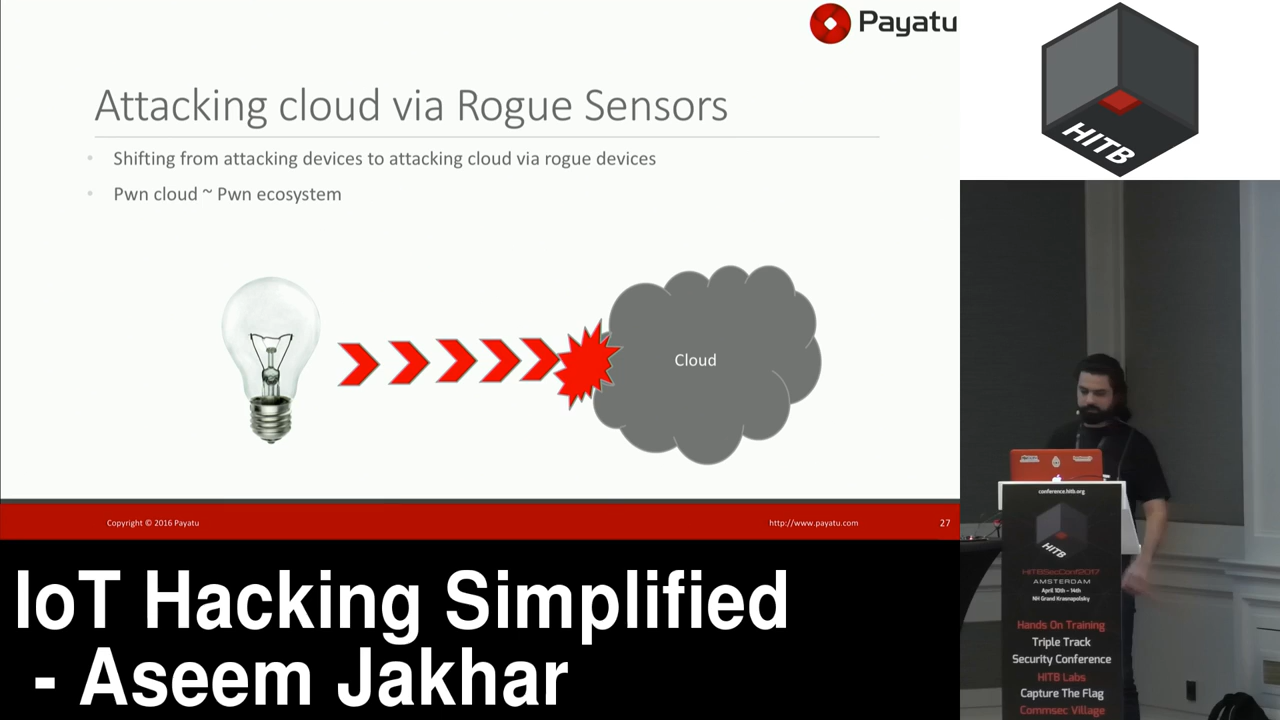 Payatu
Attacking cloud via Rogue Sensors
• Shifting from attacking devices to attacking cloud via rogue devices
• Pwn cloud ~ Pwn ecosystem
Cloud
Copyright © 2016 Payatu
http://www.payatu.com
27
IoT Hacking Simplified
- Aseem Jakhar
HITB
conference.hitb.org
HITB
HITBSecConf2017
AMSTERDAM
April 10th - 14th
NH Grand Krasnapolsky
Hands On Training
Triple Track
Security Conference
HITB Labs
Capture The Flag
Commsec Village